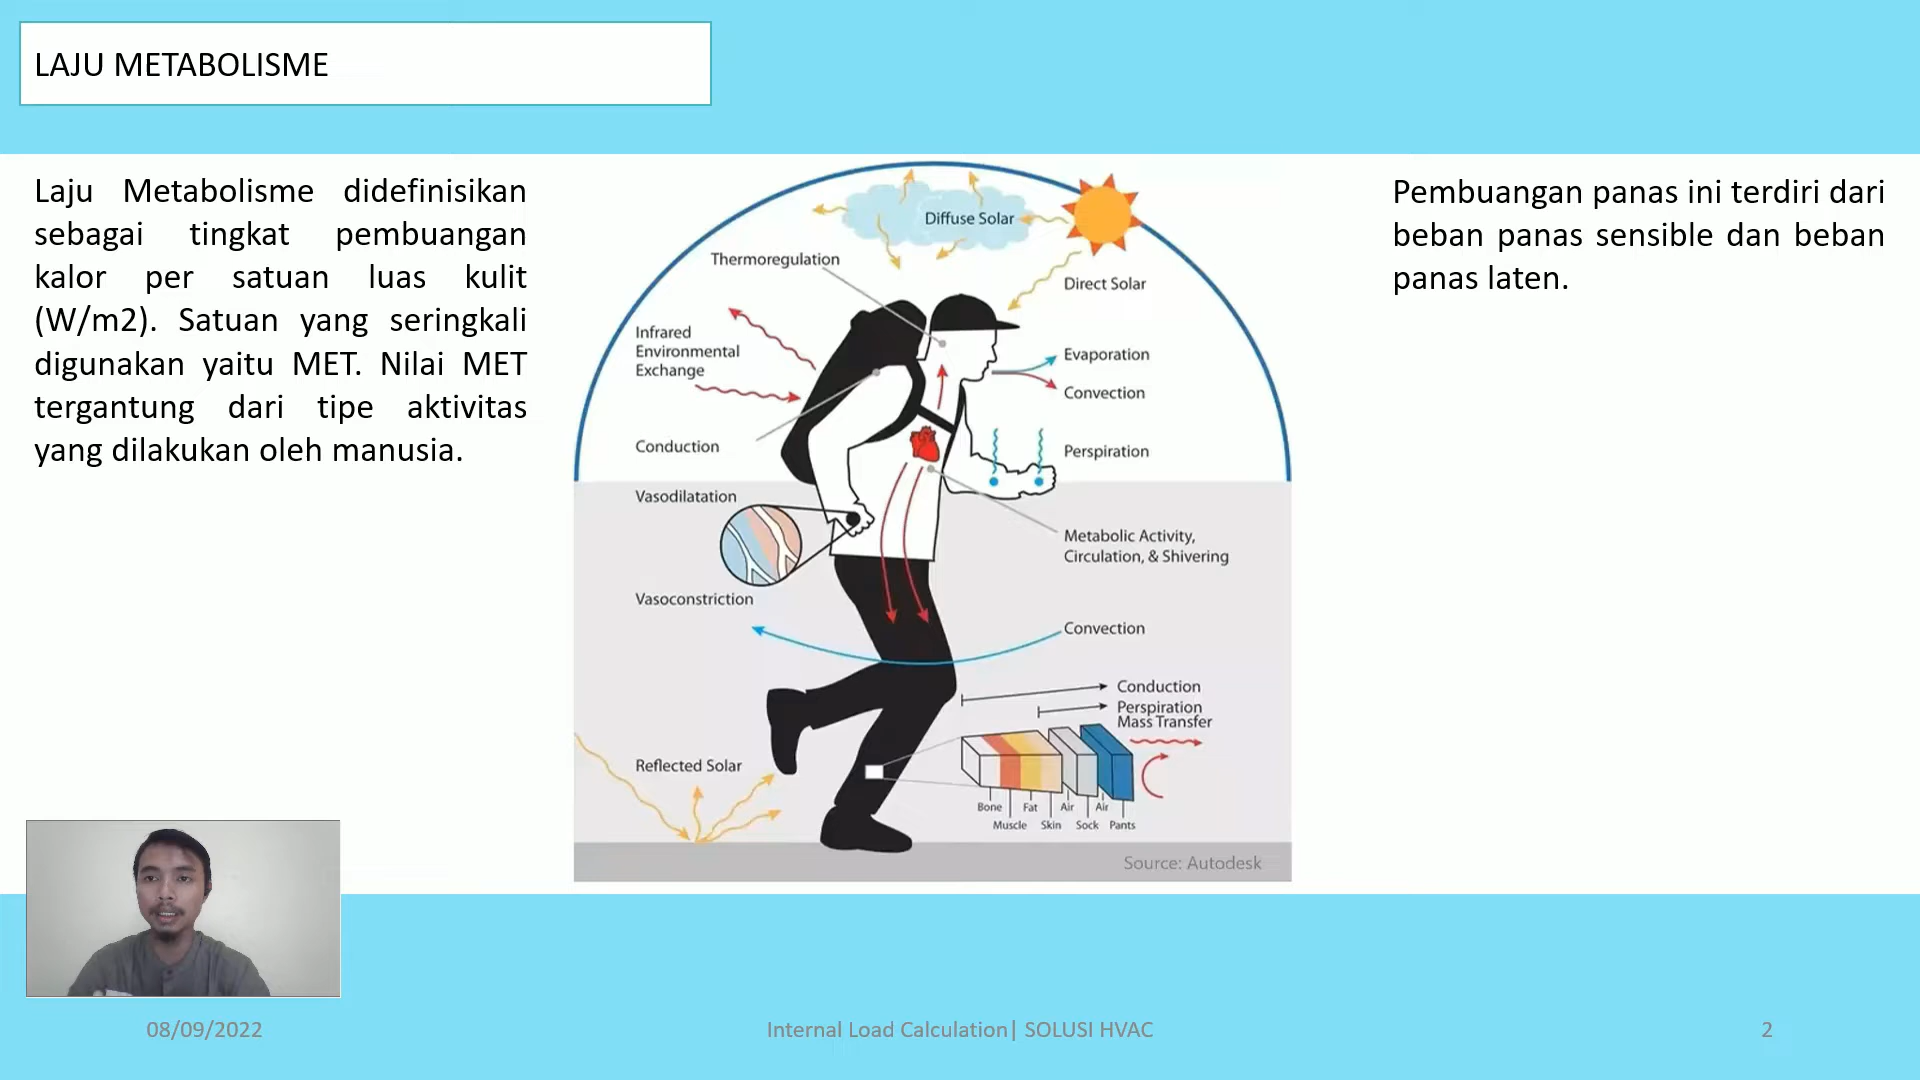 LAJU METABOLISME
Laju Metabolisme didefinisikan
sebagai tingkat pembuangan
kalor per satuan luas kulit
(W/m2). Satuan yang seringkali
digunakan yaitu MET. Nilai MET
tergantung dari tipe aktivitas
yang dilakukan oleh manusia.
Diffuse Solar
Thermoregulation
Direct Solar
Infrared
Environmental
Exchange
Evaporation
Convection
Conduction
Perspiration
Vasodilatation
Metabolic Activity,
Circulation, & Shivering
Vasoconstriction
Convection
Conduction
Perspiration
Mass Transfer
Reflected Solar
Bone Fat Air Air
Muscle Skin Sock Pants
Source: Autodesk
Pembuangan panas ini terdiri dari
beban panas sensible dan beban
panas laten.
08/09/2022
Internal Load Calculation| SOLUSI HVAC
2